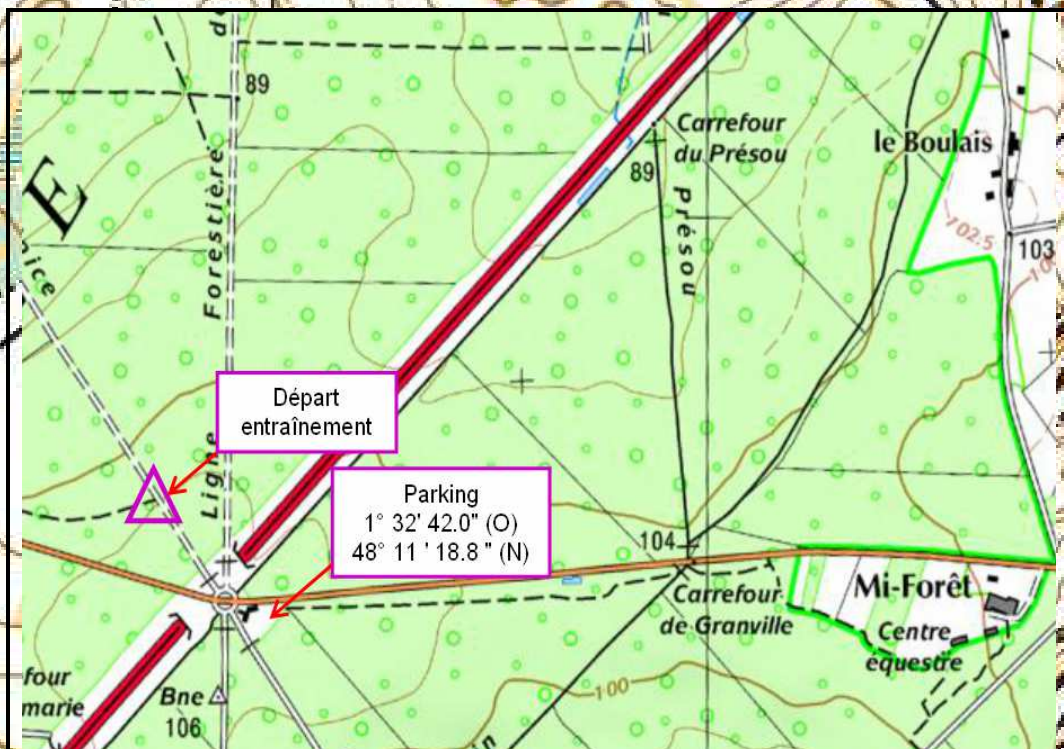 89
E
Forestière
Ligne
Carrefour
du Présou
89
Présou
le Boulais
102.5
103
Départ
entraînement
Parking
1° 32' 42.0" (O)
48° 11 ' 18.8 " (N)
104
Carrefour
de Granville
Mi-Forêt
Centre
équestre
four
marie
Bne
106
100